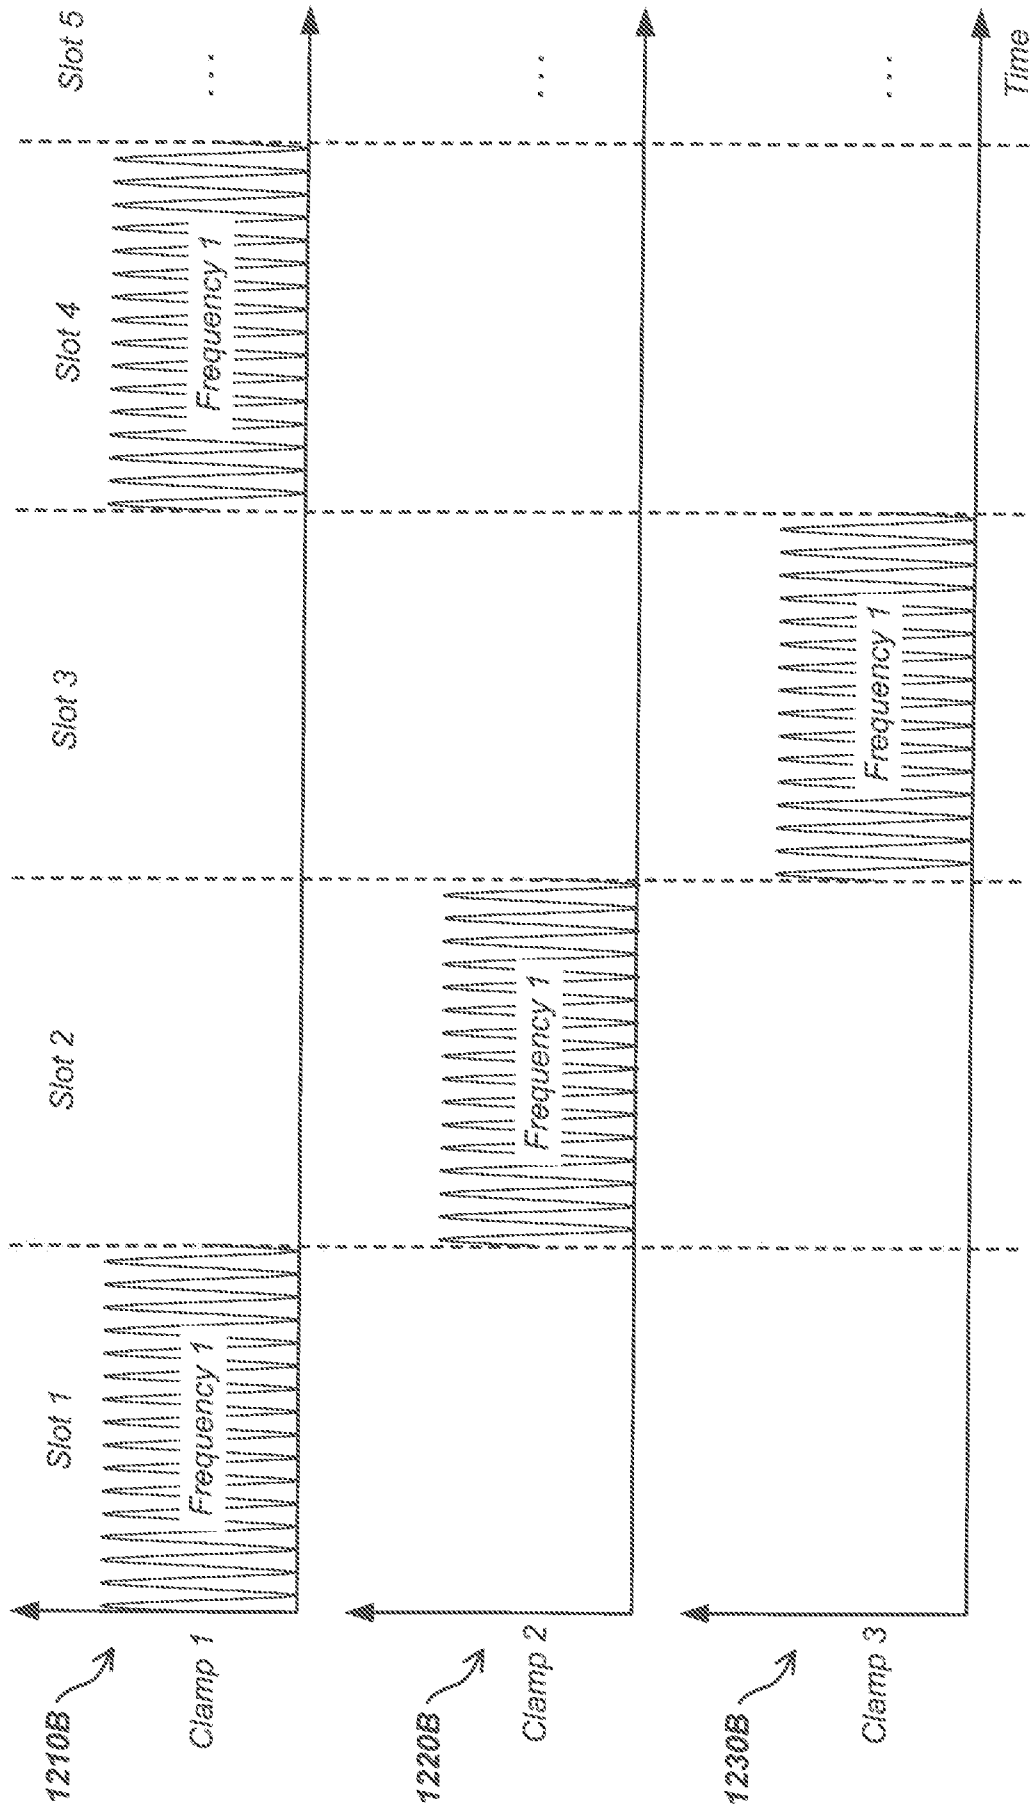 Slot 1
Slot 2
Slot 3
Slot 4
Slot 5
1210B
Clamp 1
Frequency 1
Frequency 1
...
1220B
Clamp 2
Frequency 1
...
1230B
Clamp 3
Frequency 1
...
Time